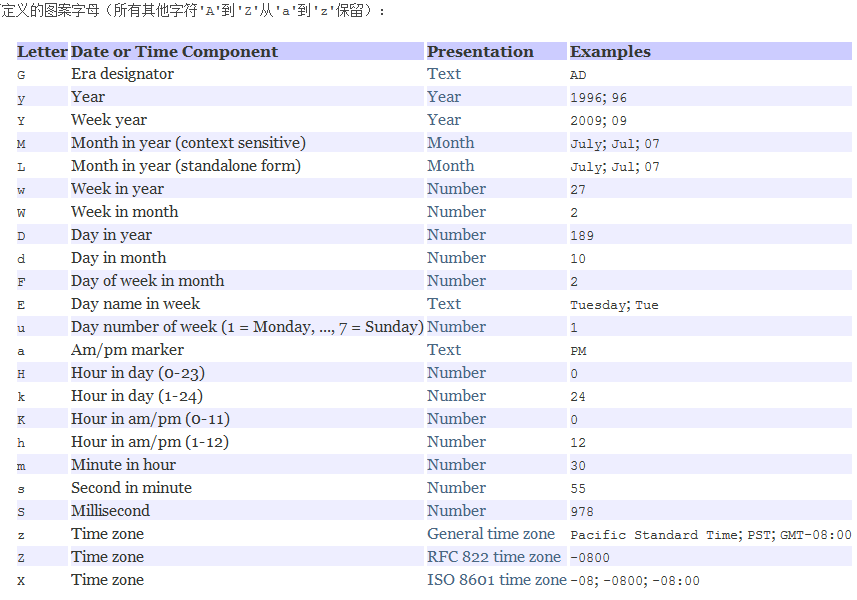 定义的图案字母（所有其他字符'A'到'Z'从'a'到'z'保留）:
Letter Date or Time Component Presentation Examples
G Era designator Text AD
y Year Year 1996; 96
Y Week year Year 2009; 09
M Month in year (context sensitive) Month July; Jul; 07
L Month in year (standalone form) Month July; Jul; 07
w Week in year Number 27
W Week in month Number 2
D Day in year Number 189
d Day in month Number 10
F Day of week in month Number 2
E Day name in week Text Tuesday; Tue
u Day number of week (1 = Monday, ..., 7 = Sunday) Number 1
a Am/pm marker Text PM
H Hour in day (0-23) Number 0
k Hour in day (1-24) Number 24
K Hour in am/pm (0-11) Number 0
h Hour in am/pm (1-12) Number 12
m Minute in hour Number 30
s Second in minute Number 55
S Millisecond Number 978
z Time zone General time zone Pacific Standard Time; PST; GMT-08:00
Z Time zone RFC 822 time zone -0800
X Time zone ISO 8601 time zone -08; -0800; -08:00